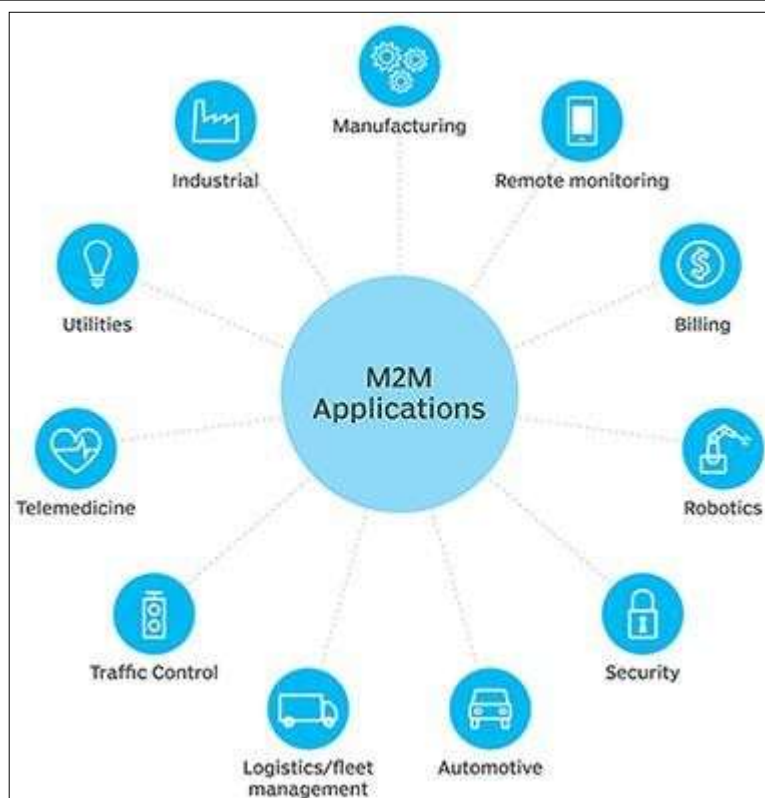 Manufacturing
Industrial
Remote monitoring
Utilities
Billing
M2M
Applications
Telemedicine
Robotics
Traffic Control
Security
Logistics/fleet
management
Automotive